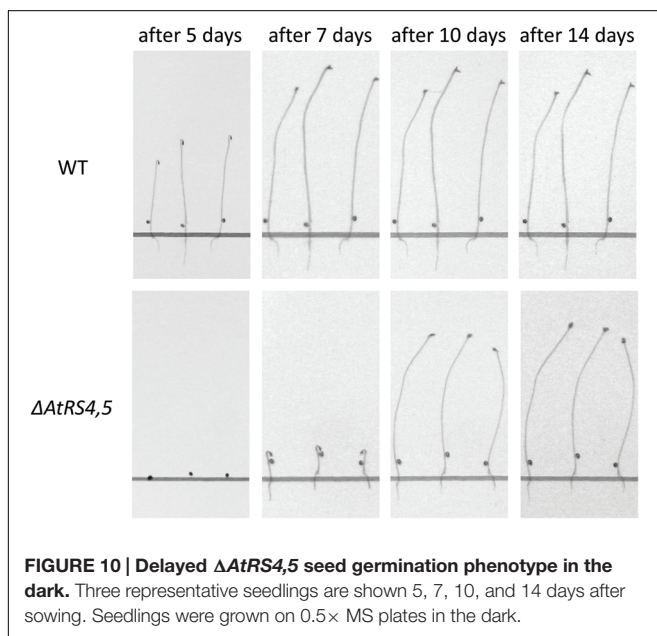 after 5 days after 7 days after 10 days after 14 days
WT
ΔAtRS4,5
FIGURE 10 | Delayed ΔAtRS4,5 seed germination phenotype in the
dark. Three representative seedlings are shown 5, 7, 10, and 14 days after
sowing. Seedlings were grown on 0.5× MS plates in the dark.